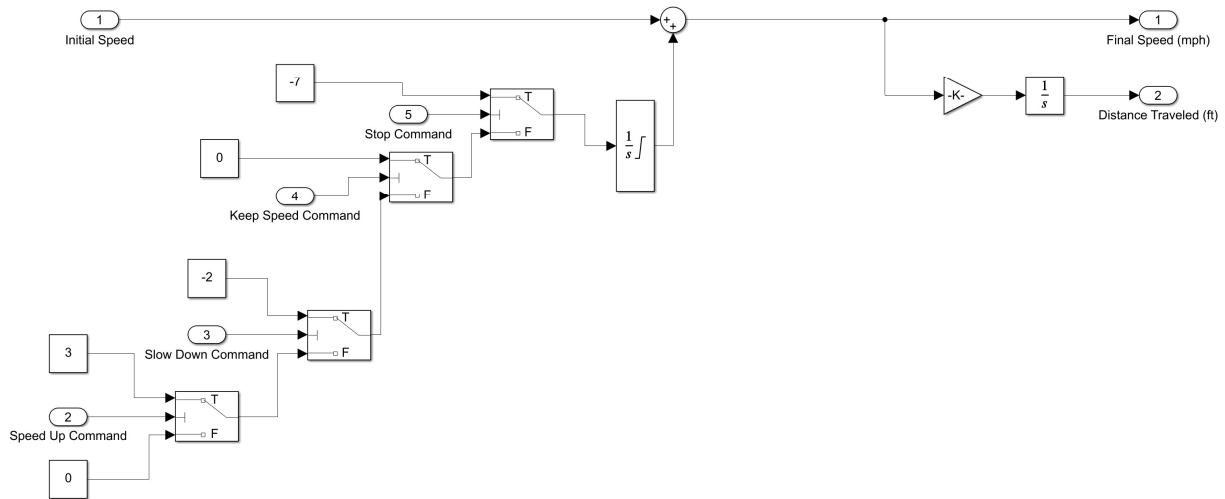 1
Initial Speed
+
+
1
Final Speed (mph)
-7
T
5
Stop Command
F
-K-
1
s
2
Distance Traveled (ft)
0
T
4
Keep Speed Command
F
1
s
-2
T
3
Slow Down Command
F
3
T
2
Speed Up Command
F
0